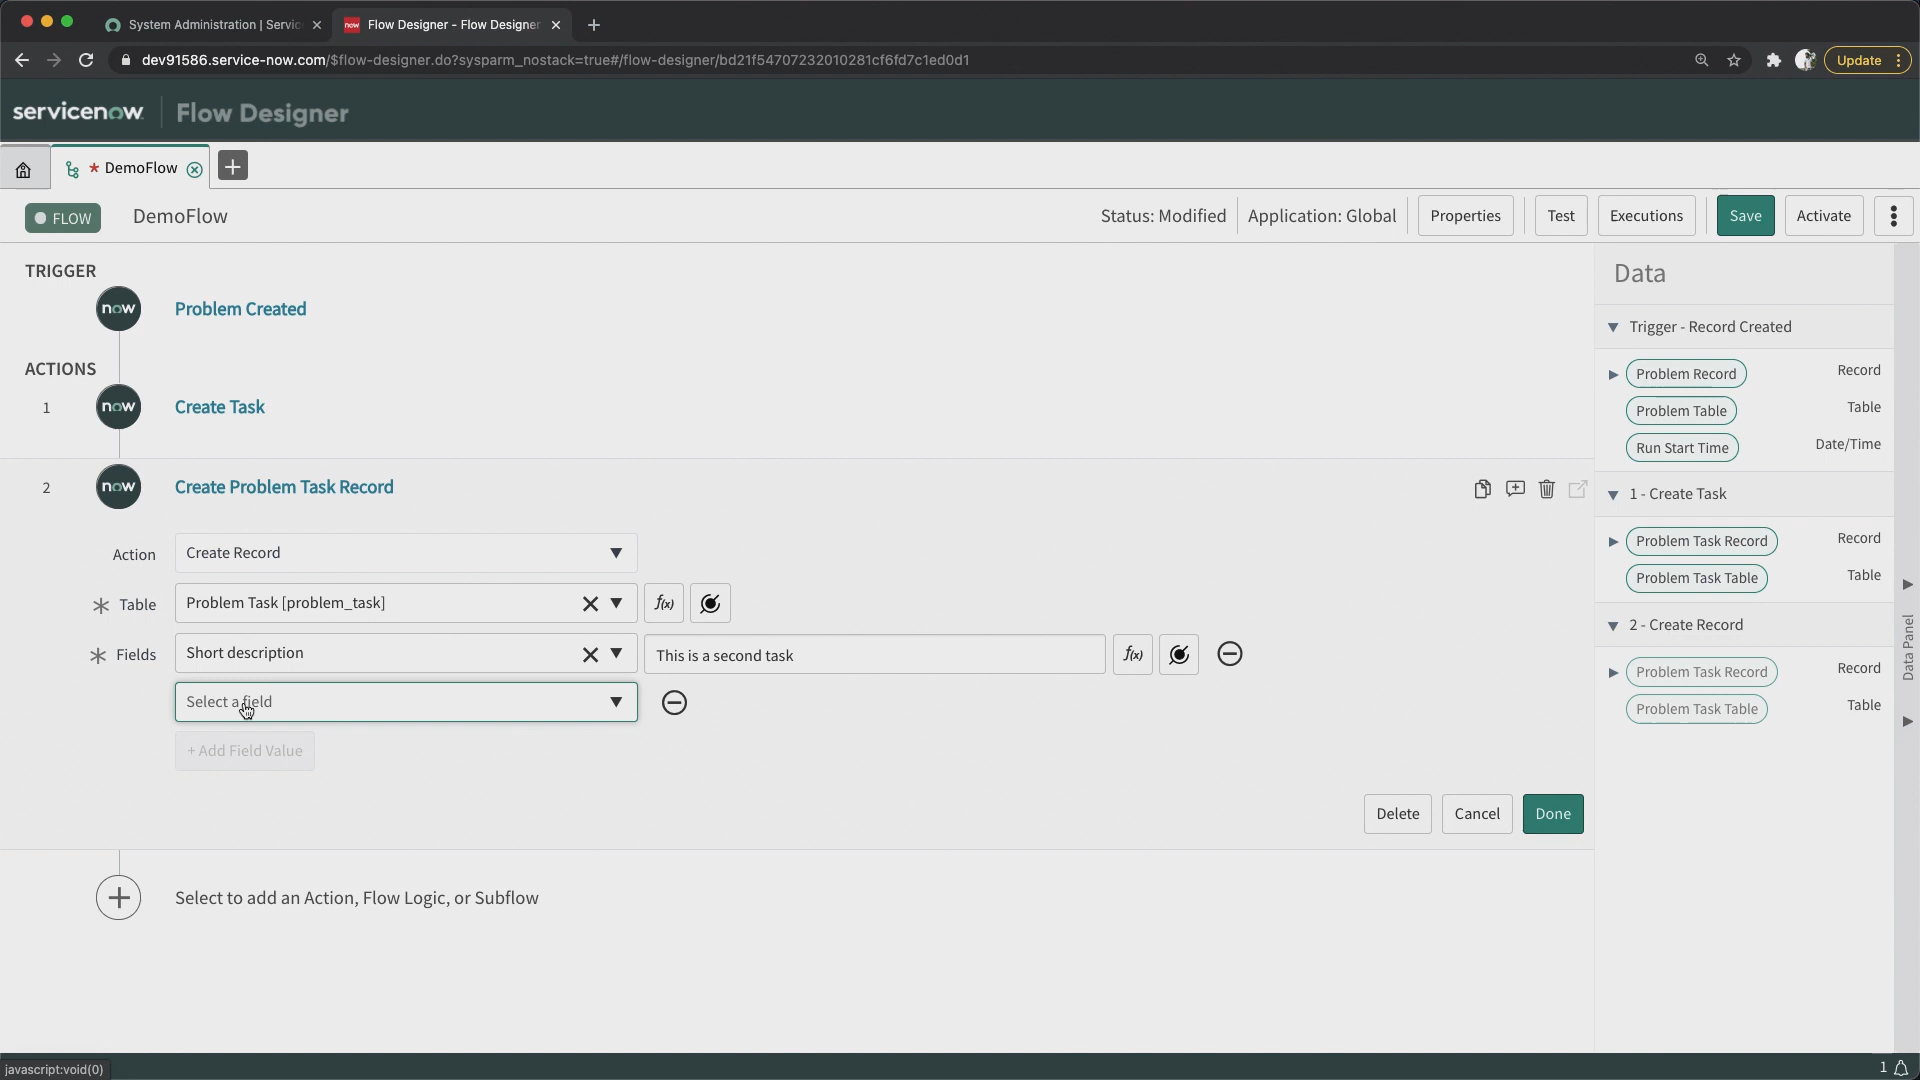 System Administration | Servic
Flow Designer - Flow Designer
dev91586.service-now.com/$flow-designer.do?sysparm_nostack=true#/flow-designer/bd21f54707232010281cf6fd7c1ed0d1
Update
servicenow Flow Designer
* DemoFlow
FLOW DemoFlow
Status: Modified Application: Global Properties Test Executions Save Activate
TRIGGER
now Problem Created
ACTIONS
1 now Create Task
2 now Create Problem Task Record
Action Create Record
Table Problem Task [problem_task] f(x)
Fields Short description This is a second task f(x)
Select a field
+ Add Field Value
Delete Cancel Done
Select to add an Action, Flow Logic, or Subflow
Data
Trigger - Record Created
Problem Record Record
Problem Table Table
Run Start Time Date/Time
1 - Create Task
Problem Task Record Record
Problem Task Table Table
2 - Create Record
Problem Task Record Record
Problem Task Table Table
Data Panel
javascript:void(0)
1